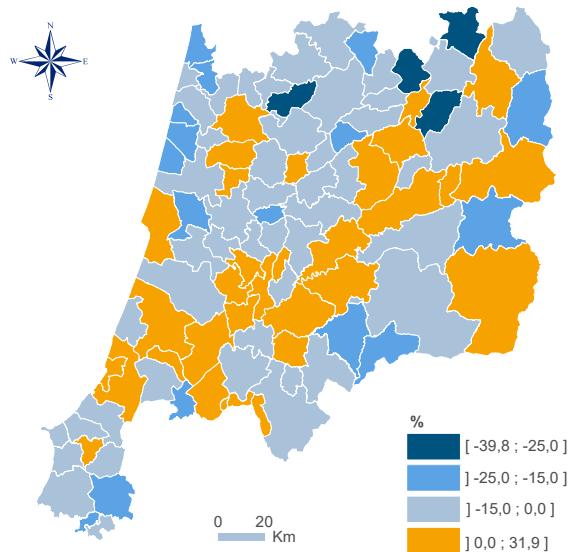 N
W E
S
%
[ -39,8 ; -25,0 ]
] -25,0 ; -15,0 ]
] -15,0 ; 0,0 ]
] 0,0 ; 31,9 ]
0 20
Km